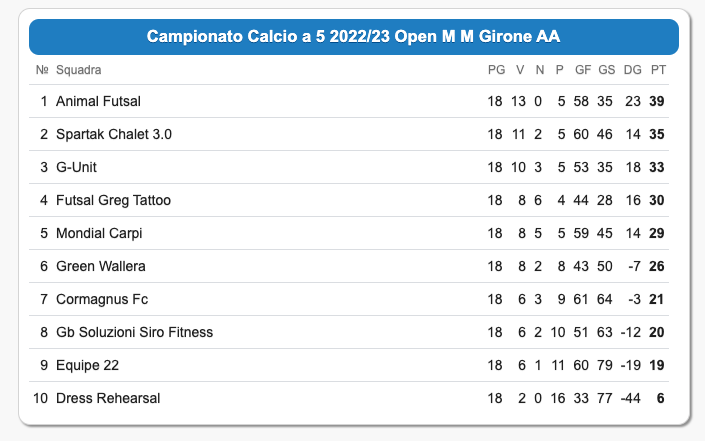 Campionato Calcio a 5 2022/23 Open M M Girone AA
№ Squadra PG V N P GF GS DG PT
1 Animal Futsal 18 13 0 5 58 35 23 39
2 Spartak Chalet 3.0 18 11 2 5 60 46 14 35
3 G-Unit 18 10 3 5 53 35 18 33
4 Futsal Greg Tattoo 18 8 6 4 44 28 16 30
5 Mondial Carpi 18 8 5 5 59 45 14 29
6 Green Wallera 18 8 2 8 43 50 -7 26
7 Cormagnus Fc 18 6 3 9 61 64 -3 21
8 Gb Soluzioni Siro Fitness 18 6 2 10 51 63 -12 20
9 Equipe 22 18 6 1 11 60 79 -19 19
10 Dress Rehearsal 18 2 0 16 33 77 -44 6